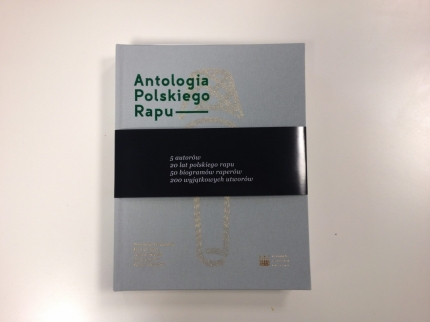 Antologia
Polskiego
Rapu
5 autorów
20 lat polskiego rapu
50 biogramów raperów
200 wyjątkowych utworów